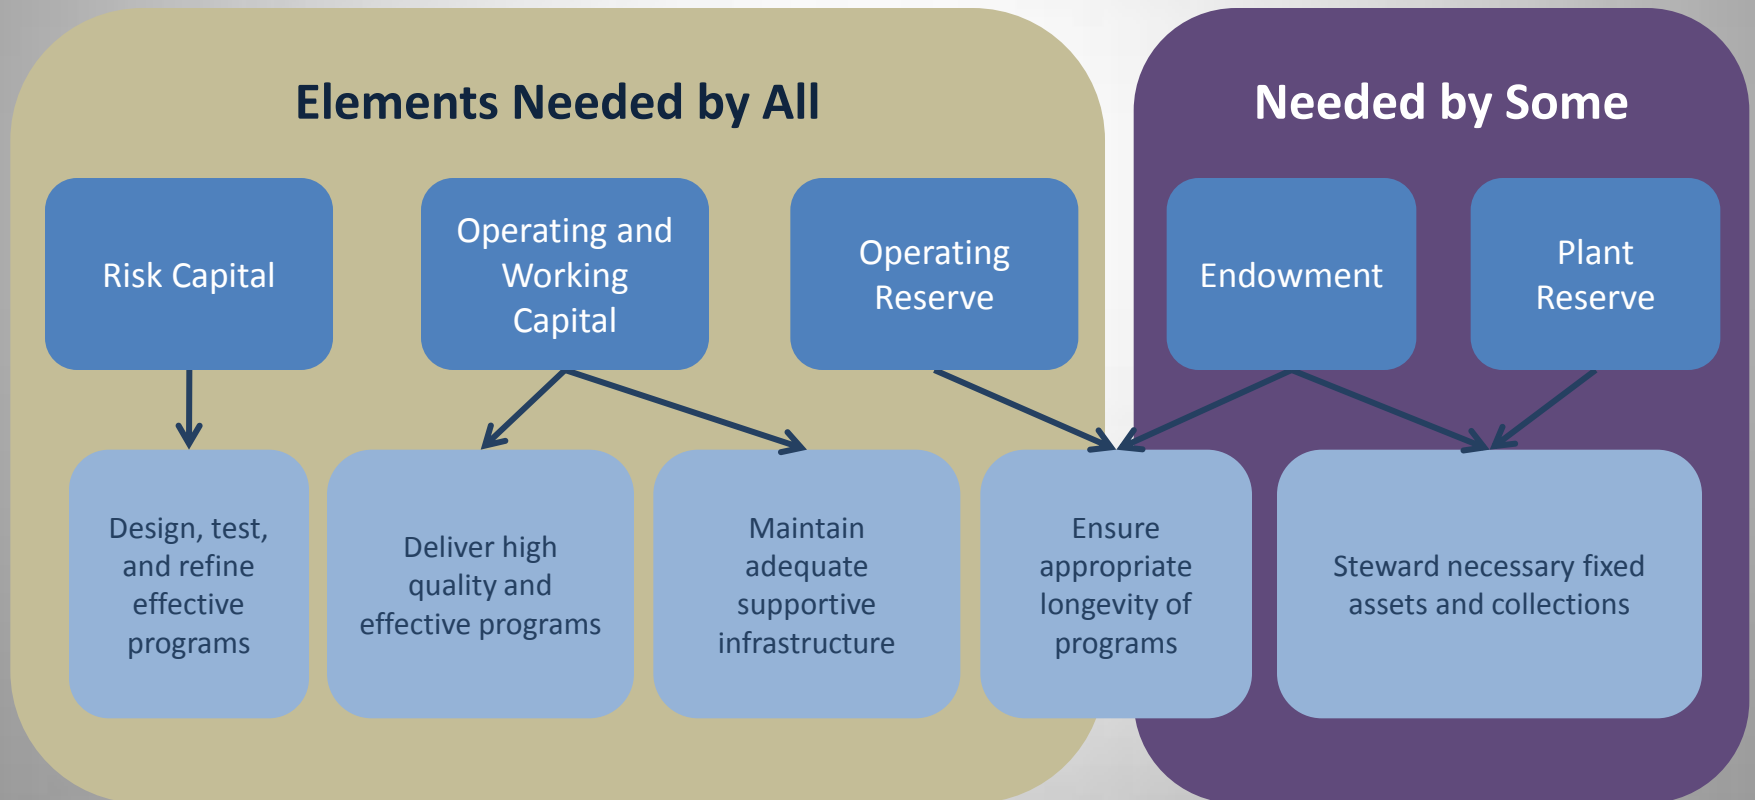 Elements Needed by All
Needed by Some
Risk Capital
Operating and
Working
Capital
Operating
Reserve
Endowment
Plant
Reserve
Design, test,
and refine
effective
programs
Deliver high
quality and
effective programs
Maintain
adequate
supportive
infrastructure
Ensure
appropriate
longevity of
programs
Steward necessary fixed
assets and collections